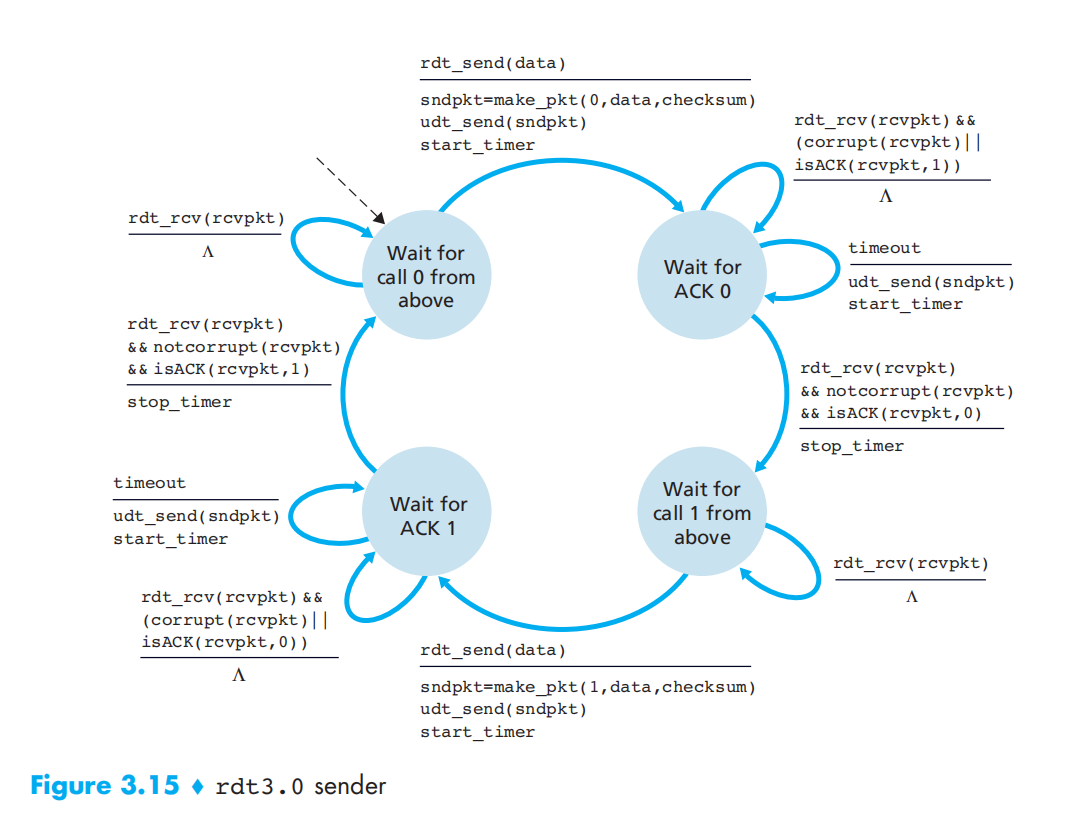 rdt_send(data)
sndpkt=make_pkt(0,data,checksum)
udt_send(sndpkt)
start_timer
rdt_rcv(rcvpkt) &&
(corrupt(rcvpkt)||
isACK(rcvpkt,1))
Λ
rdt_rcv(rcvpkt)
Λ
Wait for
call 0 from
above
Wait for
ACK 0
timeout
udt_send(sndpkt)
start_timer
rdt_rcv(rcvpkt)
&& notcorrupt(rcvpkt)
&& isACK(rcvpkt,1)
stop_timer
rdt_rcv(rcvpkt)
&& notcorrupt(rcvpkt)
&& isACK(rcvpkt,0)
stop_timer
timeout
udt_send(sndpkt)
start_timer
Wait for
ACK 1
Wait for
call 1 from
above
rdt_rcv(rcvpkt)
Λ
rdt_rcv(rcvpkt) &&
(corrupt(rcvpkt)||
isACK(rcvpkt,0))
Λ
rdt_send(data)
sndpkt=make_pkt(1,data,checksum)
udt_send(sndpkt)
start_timer
Figure 3.15 ♦ rdt3.0 sender